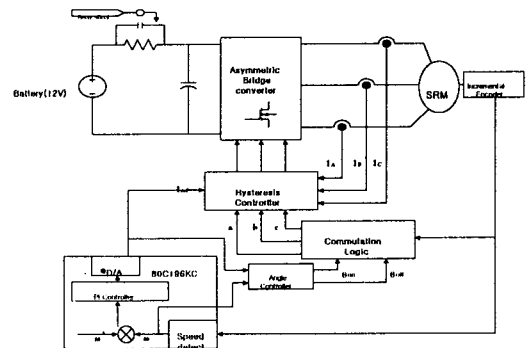 Battery(12V)
Asymmetric
Bridge
converter
SRM
Incremental
Encoder
IA
IB
IC
Hysteresis
Controller
a
b
c
Commutation
Logic
D/A
80C196KC
PI Controller
Angle
Controller
θon
θoff
ω*
ω
Speed
detect